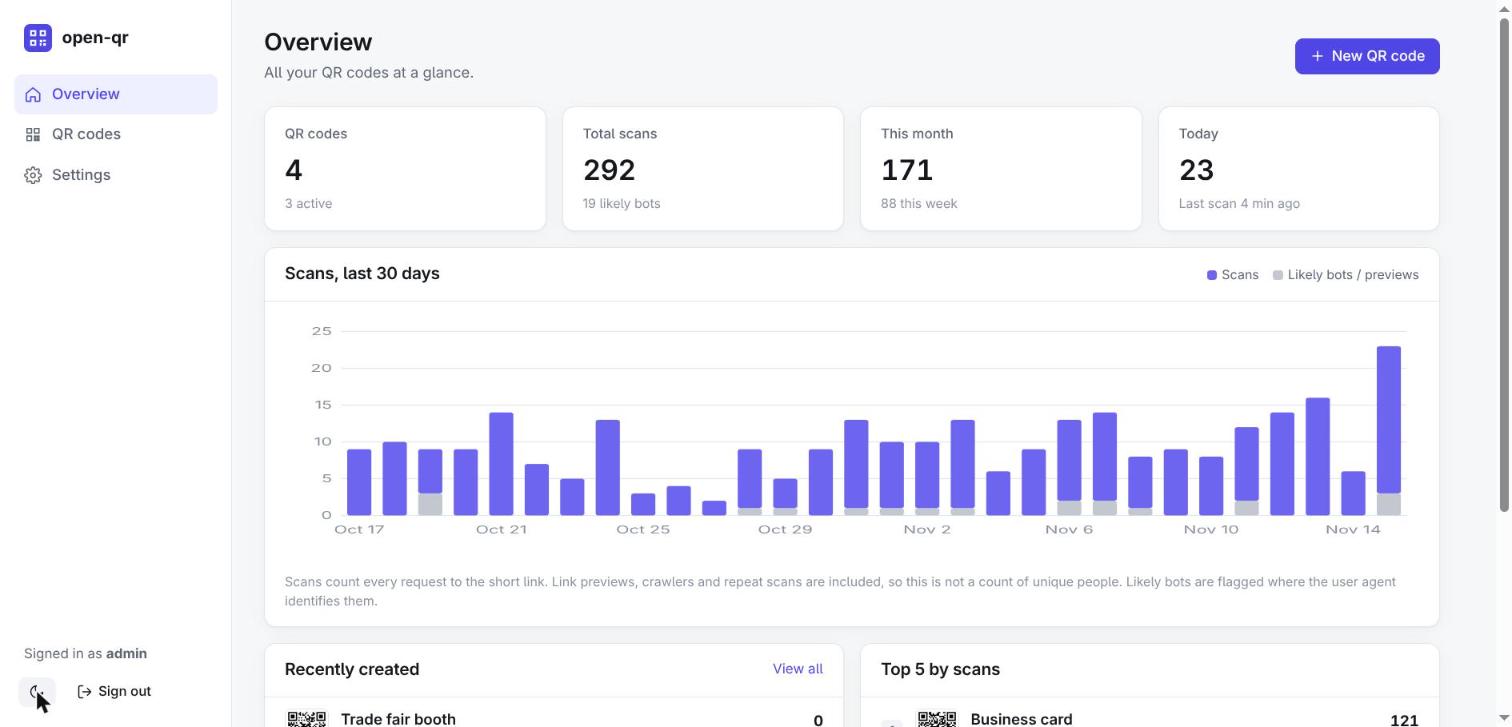 open-qr
Overview
QR codes
Settings
Signed in as admin
Sign out
Overview
All your QR codes at a glance.
New QR code
QR codes
4
3 active
Total scans
292
19 likely bots
This month
171
88 this week
Today
23
Last scan 4 min ago
Scans, last 30 days
Scans
Likely bots / previews
25
20
15
10
5
0
Oct 17 Oct 21 Oct 25 Oct 29 Nov 2 Nov 6 Nov 10 Nov 14
Scans count every request to the short link. Link previews, crawlers and repeat scans are included, so this is not a count of unique people. Likely bots are flagged where the user agent
identifies them.
Recently created
View all
Trade fair booth
0
Top 5 by scans
Business card
121